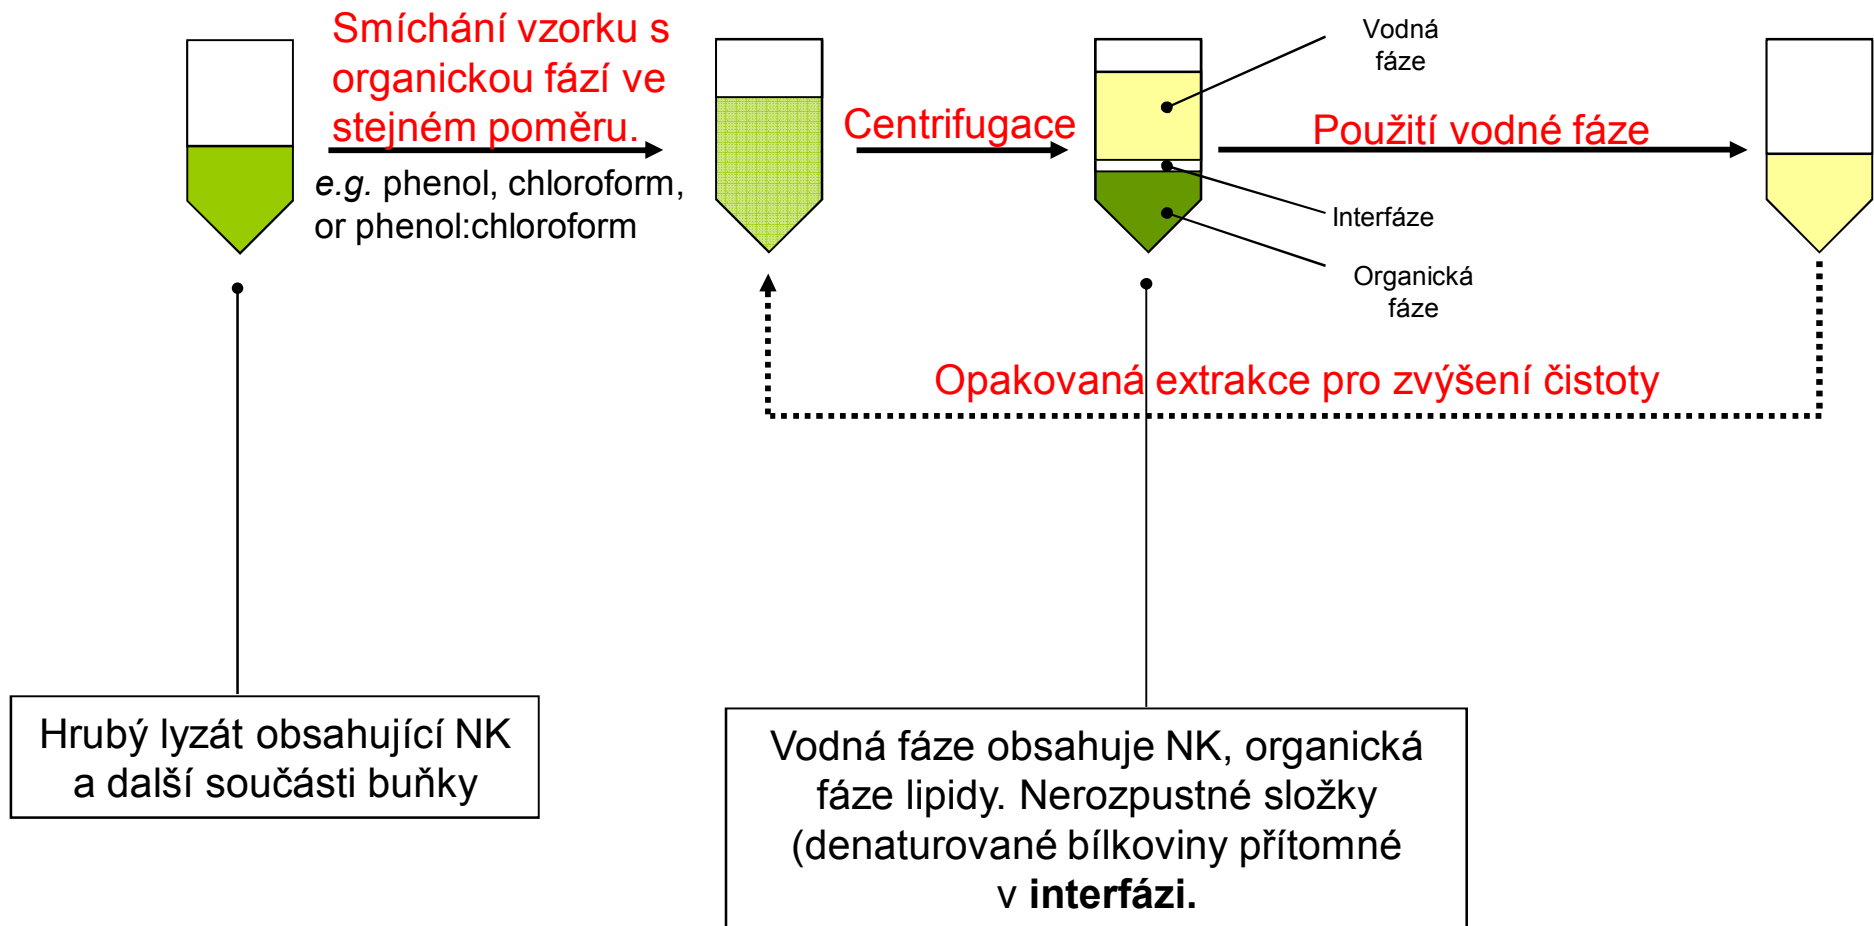 Smíchání vzorku s
organickou fází ve
stejném poměru.
e.g. phenol, chloroform,
or phenol:chloroform
Centrifugace
Vodná
fáze
Interfáze
Organická
fáze
Použití vodné fáze
Opakovaná extrakce pro zvýšení čistoty
Hrubý lyzát obsahující NK
a další součásti buňky
Vodná fáze obsahuje NK, organická
fáze lipidy. Nerozpustné složky
(denaturované bílkoviny přítomné
v interfázi.